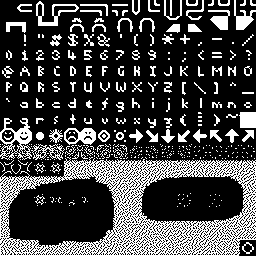 ! " # $ % & ' ( ) * + , - . /
0 1 2 3 4 5 6 7 8 9 : ; < = > ?
@ A B C D E F G H I J K L M N O
P Q R S T U V W X Y Z [ \ ] ^ _
` a b c d e f g h i j k l m n o
p q r s t u v w x y z { | } ~